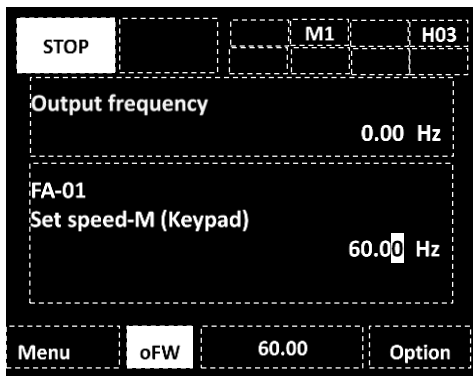 STOP M1 H03
Output frequency
0.00 Hz
FA-01
Set speed-M (Keypad)
60.00 Hz
Menu oFW 60.00 Option